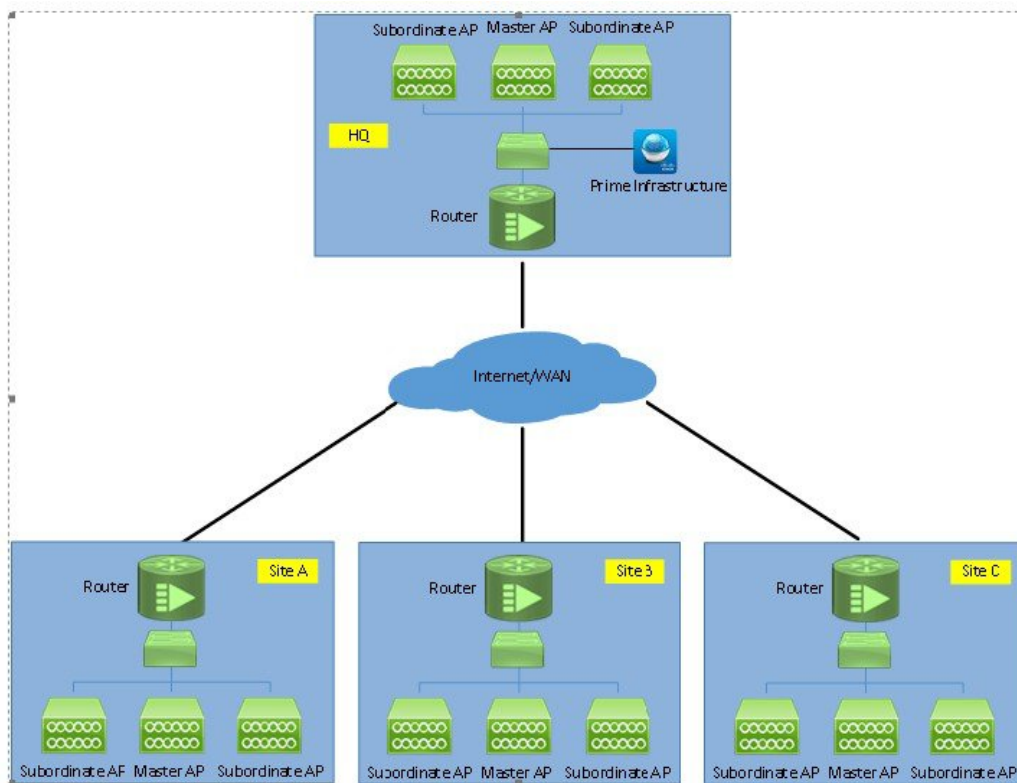 Subordinate AP Master AP Subordinate AP
HQ
Prime Infrastructure
Router
Internet/WAN
Site A
Router
Site B
Router
Site C
Router
Subordinate AP Master AP Subordinate AP
Subordinate AP Master AP Subordinate AP
Subordinate AP Master AP Subordinate AP